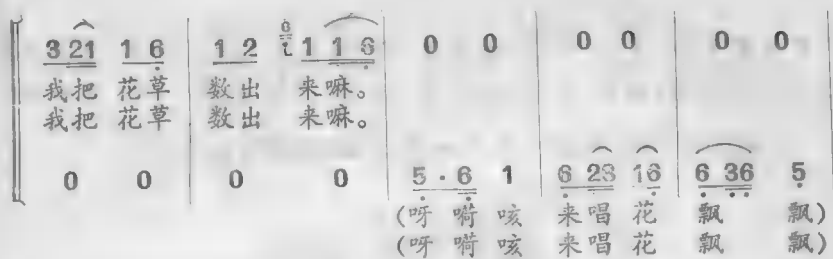 3 21 1 6 1 2 6 1 1 6 0 0 0 0 0 0
我把 花草 数出 来嘛。
我把 花草 数出 来嘛。
0 0 0 0 5 · 6 1 6 23 16 6 36 5
(呀 嗬 咳 来唱 花 飘 飘)
(呀 嗬 咳 来唱 花 飘 飘)